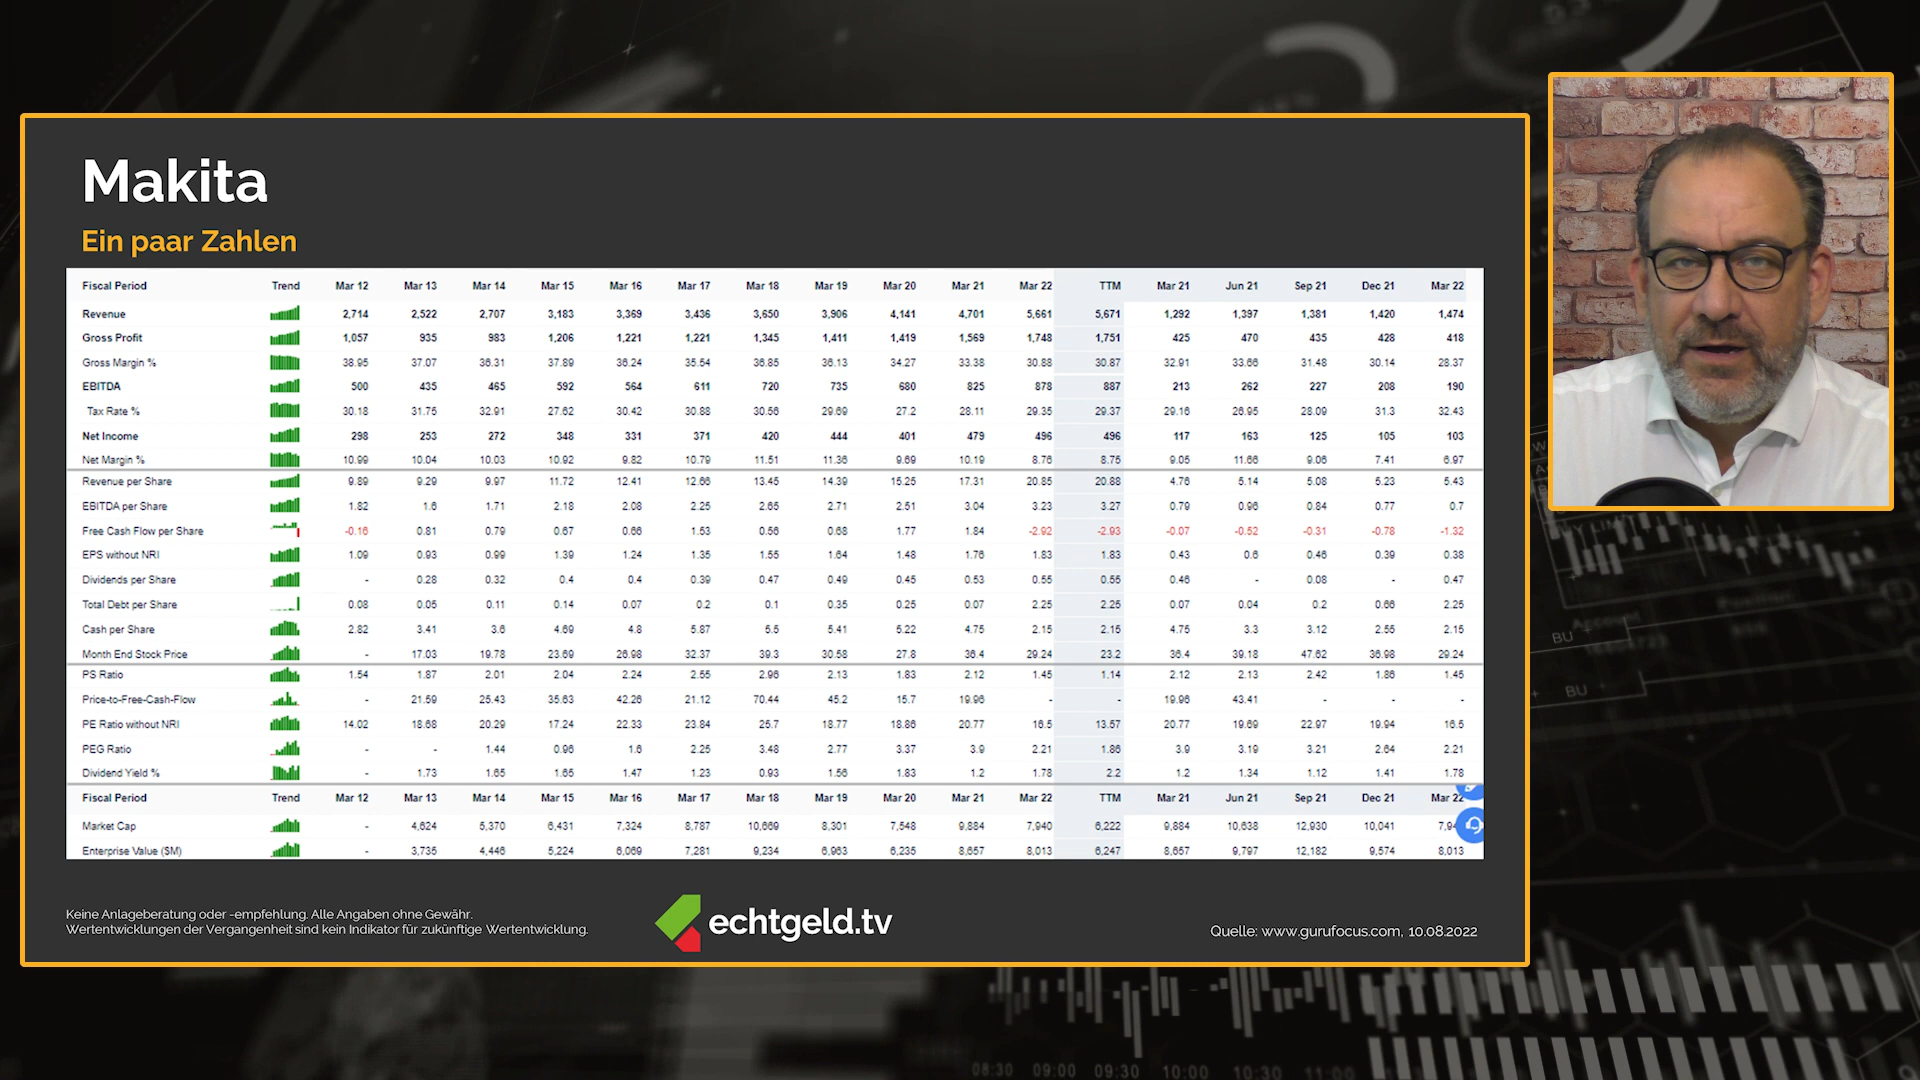 Makita
Ein paar Zahlen
Fiscal Period Trend Mar 12 Mar 13 Mar 14 Mar 15 Mar 16 Mar 17 Mar 18 Mar 19 Mar 20 Mar 21 Mar 22 TTM Mar 21 Jun 21 Sep 21 Dec 21 Mar 22
Revenue 2,714 2,522 2,707 3,183 3,369 3,436 3,650 3,906 4,141 4,701 5,661 5,671 1,292 1,397 1,381 1,420 1,474
Gross Profit 1,057 935 983 1,206 1,221 1,221 1,345 1,411 1,419 1,569 1,748 1,751 425 470 435 428 418
Gross Margin % 38.95 37.07 36.31 37.89 36.24 35.54 36.85 36.13 34.27 33.38 30.88 30.87 32.91 33.66 31.48 30.14 28.37
EBITDA 500 435 465 592 564 611 720 735 680 825 878 887 213 262 227 208 190
Tax Rate % 30.18 31.75 32.91 27.62 30.42 30.88 30.56 29.69 27.2 28.11 29.35 29.37 29.16 26.95 28.09 31.3 32.43
Net Income 298 253 272 348 331 371 420 444 401 479 496 496 117 163 125 105 103
Net Margin % 10.99 10.04 10.03 10.92 9.82 10.79 11.51 11.36 9.69 10.19 8.76 8.75 9.05 11.66 9.06 7.41 6.97
Revenue per Share 9.89 9.29 9.97 11.72 12.41 12.66 13.45 14.39 15.25 17.31 20.85 20.88 4.76 5.14 5.08 5.23 5.43
EBITDA per Share 1.82 1.6 1.71 2.18 2.08 2.25 2.65 2.71 2.51 3.04 3.23 3.27 0.79 0.96 0.84 0.77 0.7
Free Cash Flow per Share -0.16 0.81 0.79 0.67 0.66 1.53 0.56 0.68 1.77 1.84 -2.92 -2.93 -0.07 -0.52 -0.31 -0.78 -1.32
EPS without NRI 1.09 0.93 0.99 1.39 1.24 1.35 1.55 1.64 1.48 1.76 1.83 1.83 0.43 0.6 0.46 0.39 0.38
Dividends per Share - 0.28 0.32 0.4 0.4 0.39 0.47 0.49 0.45 0.53 0.55 0.55 0.46 - 0.08 - 0.47
Total Debt per Share 0.08 0.05 0.11 0.14 0.07 0.2 0.1 0.35 0.25 0.07 2.25 2.25 0.07 0.04 0.2 0.66 2.25
Cash per Share 2.82 3.41 3.6 4.69 4.8 5.87 5.5 5.41 5.22 4.75 2.15 2.15 4.75 3.3 3.12 2.55 2.15
Month End Stock Price - 17.03 19.78 23.69 26.98 32.37 39.3 30.58 27.8 36.4 29.24 23.2 36.4 39.18 47.62 36.98 29.24
PS Ratio 1.54 1.87 2.01 2.04 2.24 2.55 2.96 2.13 1.83 2.12 1.45 1.14 2.12 2.13 2.42 1.86 1.45
Price-to-Free-Cash-Flow - 21.59 25.43 35.63 42.26 21.12 70.44 45.2 15.7 19.96 - - 19.96 43.41 - - -
PE Ratio without NRI 14.02 18.68 20.29 17.24 22.33 23.84 25.7 18.77 18.86 20.77 16.5 13.57 20.77 19.69 22.97 19.94 16.5
PEG Ratio - - 1.44 0.96 1.6 2.25 3.48 2.77 3.37 3.9 2.21 1.86 3.9 3.19 3.21 2.64 2.21
Dividend Yield % - 1.73 1.65 1.65 1.47 1.23 0.93 1.56 1.83 1.2 1.78 2.2 1.2 1.34 1.12 1.41 1.78
Fiscal Period Trend Mar 12 Mar 13 Mar 14 Mar 15 Mar 16 Mar 17 Mar 18 Mar 19 Mar 20 Mar 21 Mar 22 TTM Mar 21 Jun 21 Sep 21 Dec 21 Mar 22
Market Cap - 4,624 5,370 6,431 7,324 8,787 10,669 8,301 7,548 9,884 7,940 6,222 9,884 10,638 12,930 10,041
Enterprise Value ($M) - 3,735 4,446 5,224 6,069 7,281 9,234 6,963 6,235 8,657 8,013 6,247 8,657 9,797 12,182 9,574 8,013
Keine Anlageberatung oder -empfehlung. Alle Angaben ohne Gewähr.
Wertentwicklungen der Vergangenheit sind kein Indikator für zukünftige Wertentwicklung.
echtgeld.tv
Quelle: www.gurufocus.com, 10.08.2022
BU
BU
08:30 09:00 09:30 10:00 10:30 11:00